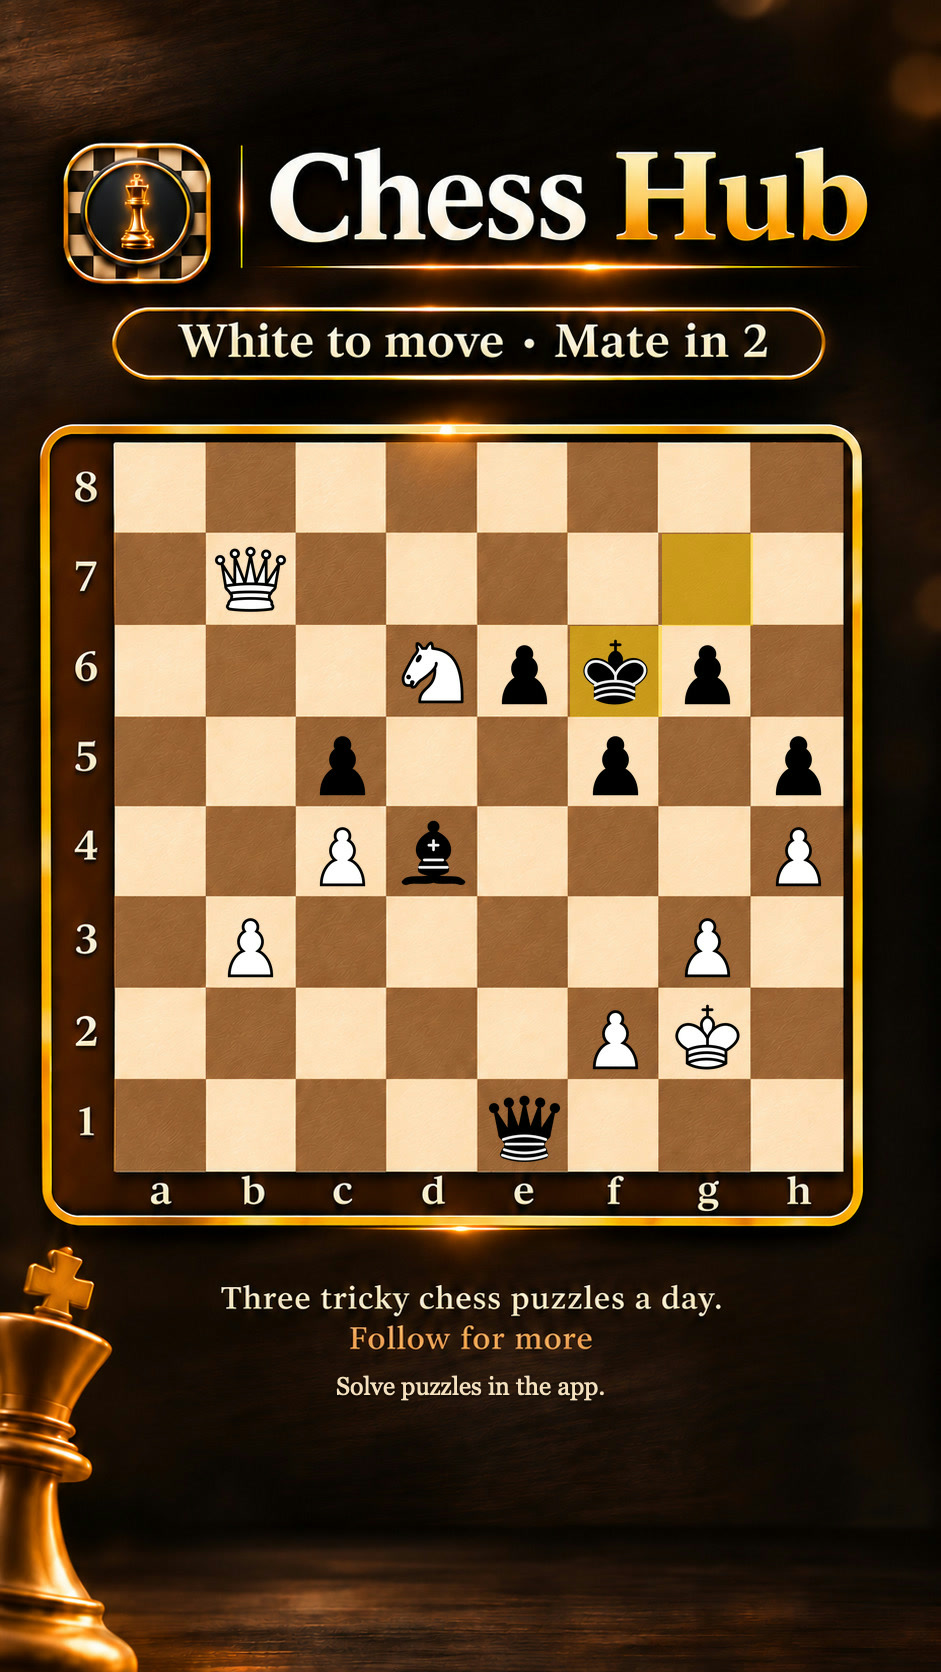 Chess Hub
White to move · Mate in 2
8
7
6
5
4
3
2
1
a b c d e f g h
Three tricky chess puzzles a day.
Follow for more
Solve puzzles in the app.